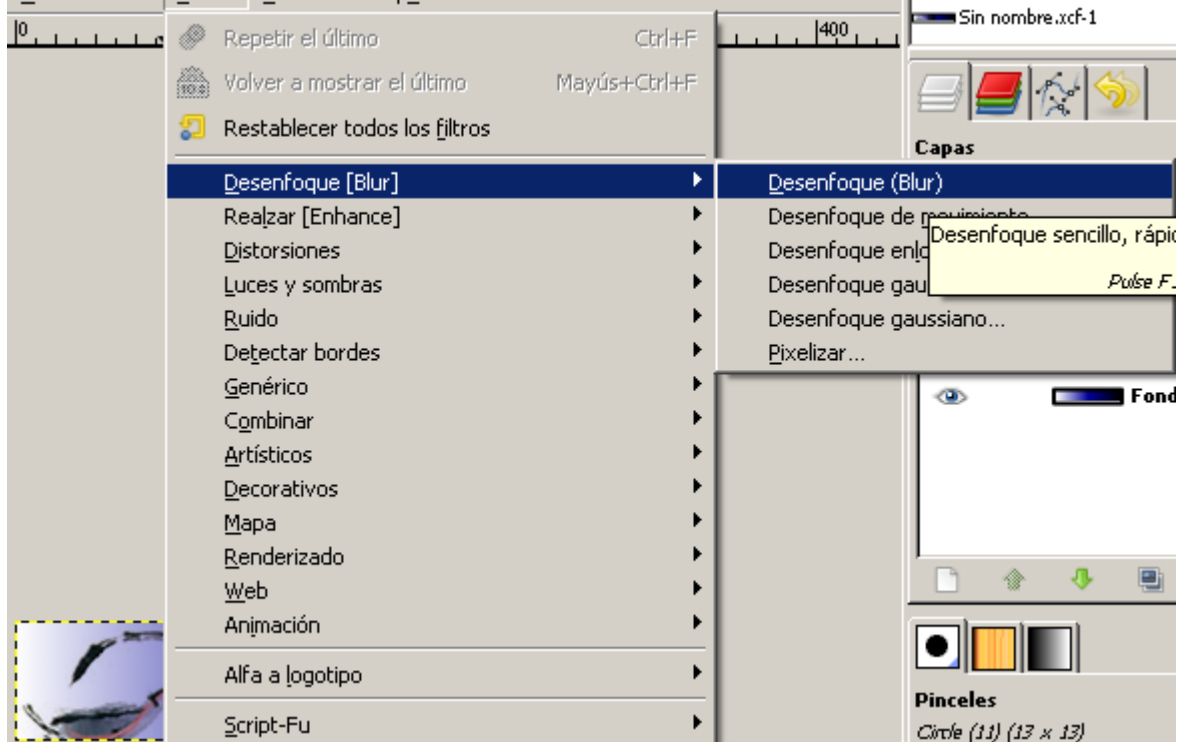 0
400
Sin nombre.xcf-1
Repetir el último Ctrl+F
Volver a mostrar el último Mayús+Ctrl+F
Restablecer todos los filtros
Capas
Desenfoque [Blur]
Realzar [Enhance]
Distorsiones
Luces y sombras
Ruido
Detectar bordes
Genérico
Combinar
Artísticos
Decorativos
Mapa
Renderizado
Web
Animación
Alfa a logotipo
Script-Fu
Desenfoque (Blur)
Desenfoque de movimiento...
Desenfoque
Desenfoque
Desenfoque gaussiano...
Pixelizar...
Desenfoque sencillo,
Pulse
Pinceles
Circle (11) (13 x 13)